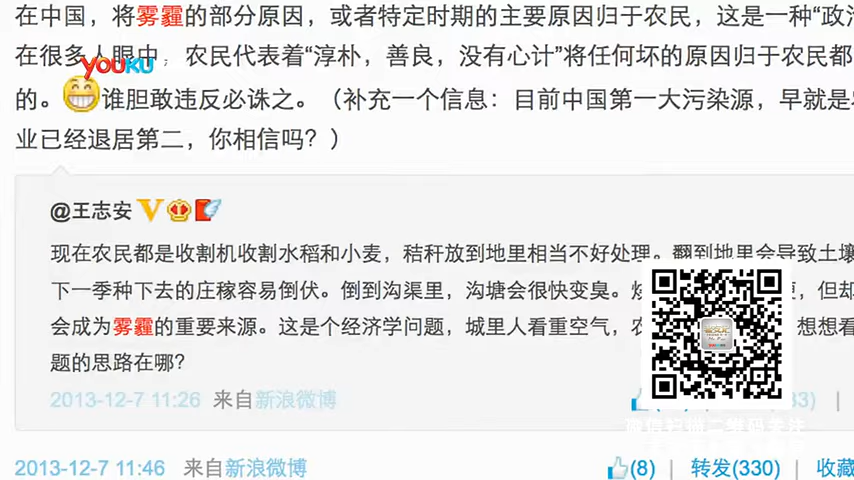 在中国，将雾霾的部分原因，或者特定时期的主要原因归于农民，这是一种“政治
在很多人眼中，农民代表着“淳朴，善良，没有心计”将任何坏的原因归于农民都
YOUKU
的。谁胆敢违反必诛之。（补充一个信息：目前中国第一大污染源，早就是
业已经退居第二，你相信吗？）
@王志安
现在农民都是收割机收割水稻和小麦，秸秆放到地里相当不好处理。翻到地里会导致土壤
下一季种下去的庄稼容易倒伏。倒到沟渠里，沟塘会很快变臭。 但却
会成为雾霾的重要来源。这是个经济学问题，城里人看重空气， 想想看
题的思路在哪？
2013-12-7 11:26 来自新浪微博
微信扫描二维码关注
2013-12-7 11:46 来自新浪微博 (8) | 转发(330) | 收藏